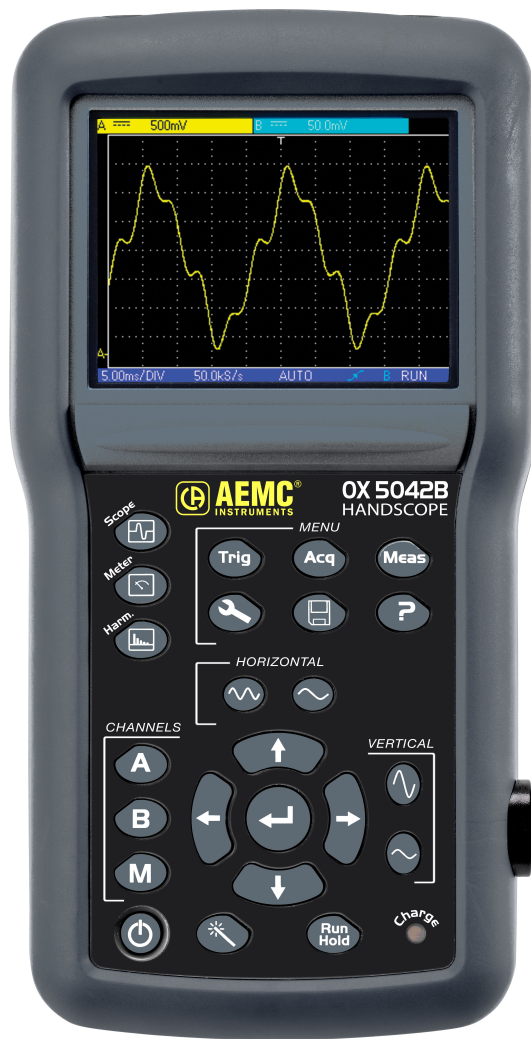 A 500mV B 50.0mV
T
A
5.00ms/DIV 50.0kS/s AUTO B RUN
AEMC®
INSTRUMENTS
OX 5042B
HANDSCOPE
Scope
Meter
Harm.
MENU
Trig Acq Meas
?
HORIZONTAL
CHANNELS
A
B
M
VERTICAL
Run
Hold
Charge